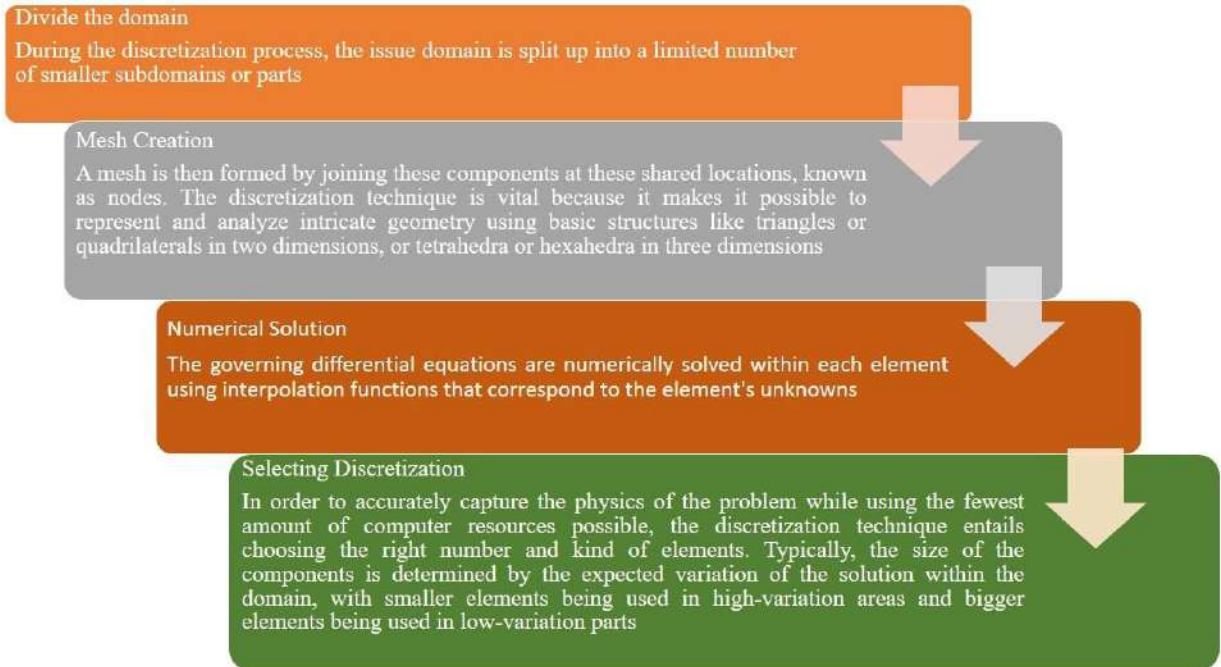 Divide the domain
During the discretization process, the issue domain is split up into a limited number
of smaller subdomains or parts
Mesh Creation
A mesh is then formed by joining these components at these shared locations, known
as nodes. The discretization technique is vital because it makes it possible to
represent and analyze intricate geometry using basic structures like triangles or
quadrilaterals in two dimensions, or tetrahedra or hexahedra in three dimensions
Numerical Solution
The governing differential equations are numerically solved within each element
using interpolation functions that correspond to the element's unknowns
Selecting Discretization
In order to accurately capture the physics of the problem while using the fewest
amount of computer resources possible, the discretization technique entails
choosing the right number and kind of elements. Typically, the size of the
components is determined by the expected variation of the solution within the
domain, with smaller elements being used in high-variation areas and bigger
elements being used in low-variation parts